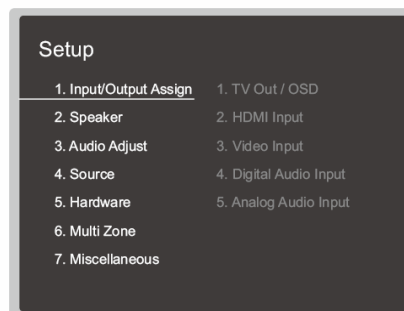 Setup
1. Input/Output Assign
2. Speaker
3. Audio Adjust
4. Source
5. Hardware
6. Multi Zone
7. Miscellaneous
1. TV Out / OSD
2. HDMI Input
3. Video Input
4. Digital Audio Input
5. Analog Audio Input